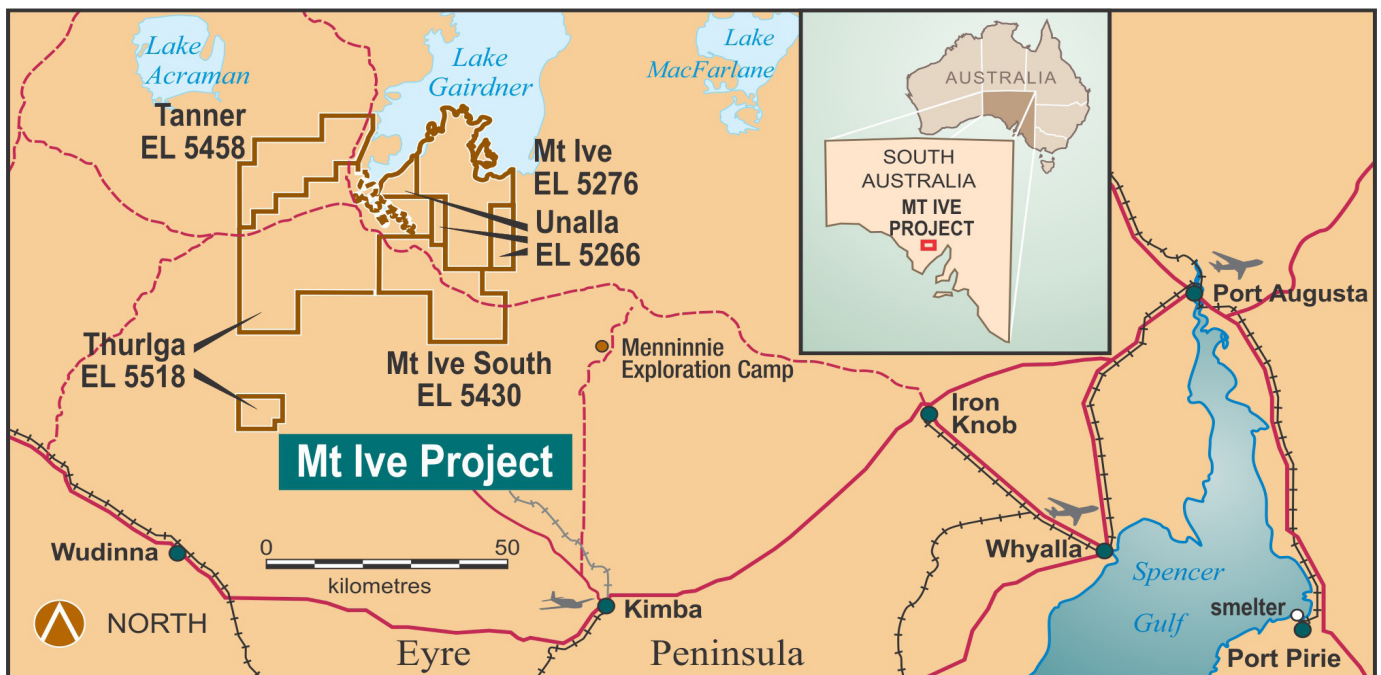 Lake
Acraman
Lake
Gairdner
Lake
MacFarlane
Tanner
EL 5458
Mt Ive
EL 5276
Unalla
EL 5266
Thurlga
EL 5518
Mt Ive South
EL 5430
Menninnie
Exploration Camp
AUSTRALIA
SOUTH
AUSTRALIA
MT IVE
PROJECT
Port Augusta
Iron
Knob
Mt Ive Project
Wudinna
0 50
kilometres
Whyalla
Spencer
Gulf
smelter
Port Pirie
Kimba
NORTH
Eyre Peninsula